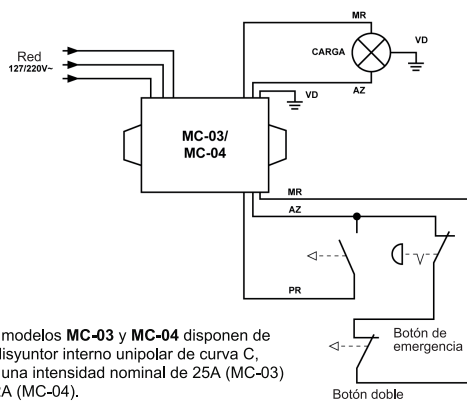 MR
Red
127/220V~
CARGA
VD
AZ
VD
MC-03/
MC-04
MR
AZ
PR
modelos MC-03 y MC-04 disponen de
disyuntor interno unipolar de curva C,
una intensidad nominal de 25A (MC-03)
A (MC-04).
Botón de
emergencia
Botón doble